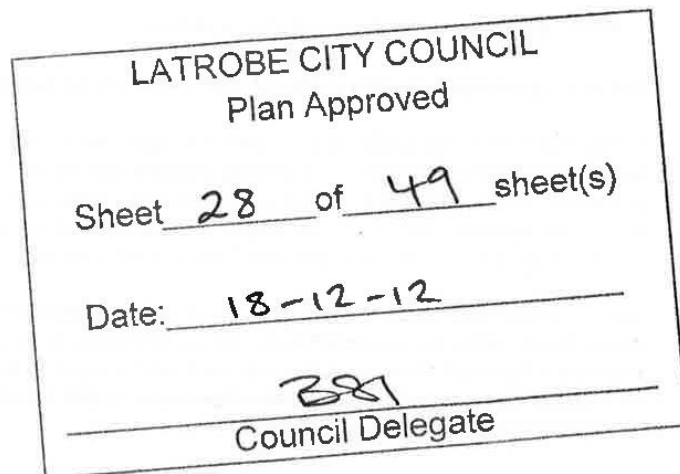 LATROBE CITY COUNCIL
Plan Approved
Sheet 28 of 49 sheet(s)
Date: 18-12-12
Council Delegate